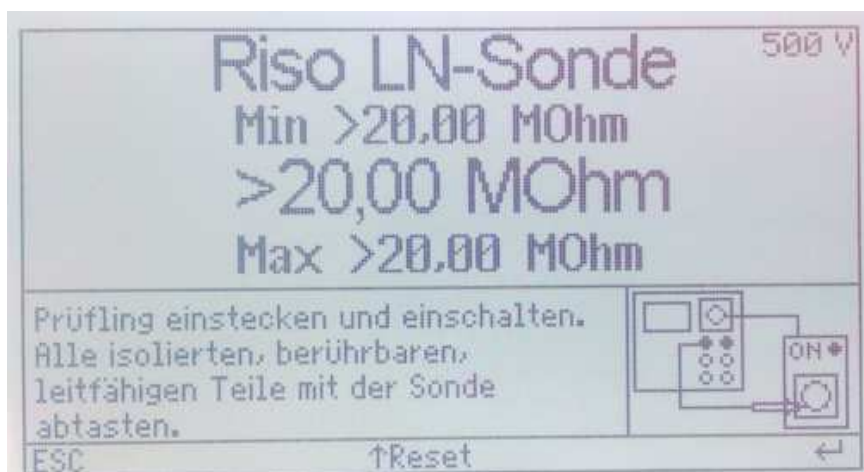 Riso LN-Sonde
500 V
Min >20,00 MOhm
>20,00 MOhm
Max >20,00 MOhm
Prüfling einstecken und einschalten.
Alle isolierten, berührbaren,
leitfähigen Teile mit der Sonde
abtasten.
ON
ESC ↑Reset ↵